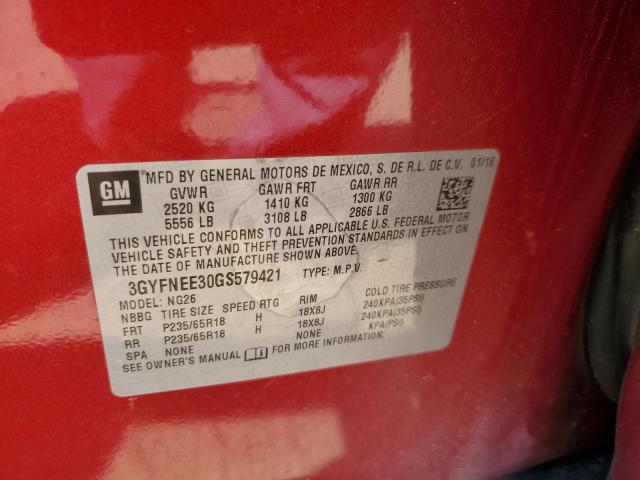 GM
*MFD BY GENERAL MOTORS DE MEXICO, S. DE R.L. DE C.V. 01/16
GVWR GAWR FRT GAWR RR
2520 KG 1410 KG 1300 KG
5556 LB 3108 LB 2866 LB
THIS VEHICLE CONFORMS TO ALL APPLICABLE U.S. FEDERAL MOTOR
VEHICLE SAFETY AND THEFT PREVENTION STANDARDS IN EFFECT ON
THE DATE OF MANUFACTURE SHOWN ABOVE.
3GYFNEE30GS579421 TYPE: M.P.V.
MODEL: NG26
NBBG TIRE SIZE SPEED RTG RIM COLD TIRE PRESSURE
FRT P235/65R18 H 18X8J 240KPA(35PSI)
RR P235/65R18 H 18X8J 240KPA(35PSI)
SPA NONE NONE KPA(PSI)
SEE OWNER'S MANUAL FOR MORE INFORMATION.